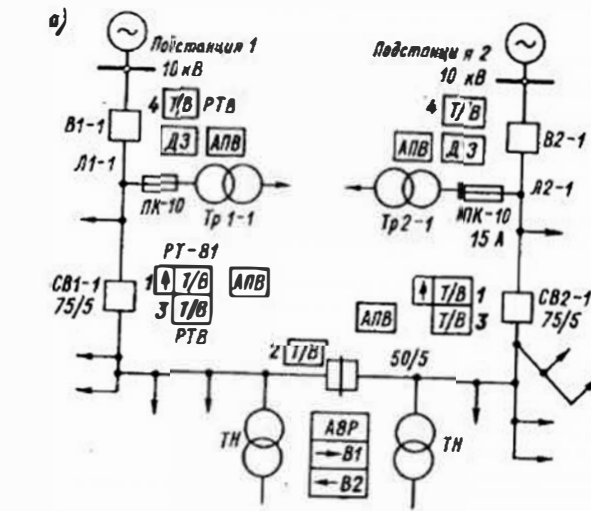 а)
Подстанция 1
10 кВ
Подстанция 2
10 кВ
4 Т/В РТВ
В1-1
ДЗ АПВ
4 Т/В
АПВ ДЗ
В2-1
Л1-1
ПК-10
Тр 1-1
Тр 2-1
ПК-10
15 А
Л2-1
РТ-81
СВ1-1
75/5
1 Т/В АПВ
3 Т/В
РТВ
АПВ
Т/В 1
Т/В 3
СВ2-1
75/5
2 Т/В
50/5
ТН
АВР
В1
В2
ТН